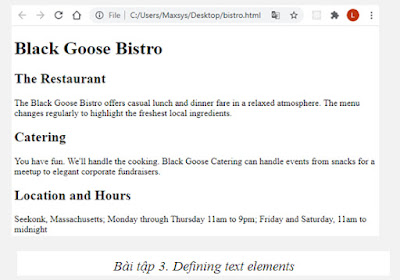 File | C:/Users/Maxsys/Desktop/bistro.html
L
Black Goose Bistro
The Restaurant
The Black Goose Bistro offers casual lunch and dinner fare in a relaxed atmosphere. The menu
changes regularly to highlight the freshest local ingredients.
Catering
You have fun. We'll handle the cooking. Black Goose Catering can handle events from snacks for a
meetup to elegant corporate fundraisers.
Location and Hours
Seekonk, Massachusetts; Monday through Thursday 11am to 9pm; Friday and Saturday, 11am to
midnight
Bài tập 3. Defining text elements